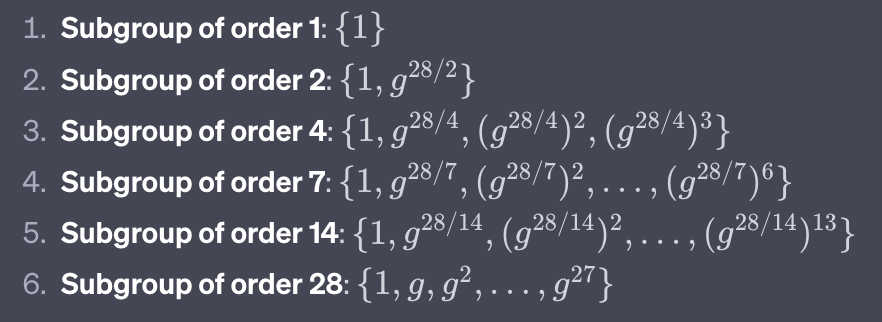 1. Subgroup of order 1: {1}
2. Subgroup of order 2: {1, g^{28/2}}
3. Subgroup of order 4: {1, g^{28/4}, (g^{28/4})^2, (g^{28/4})^3}
4. Subgroup of order 7: {1, g^{28/7}, (g^{28/7})^2, . . . , (g^{28/7})^6}
5. Subgroup of order 14: {1, g^{28/14}, (g^{28/14})^2, . . . , (g^{28/14})^{13}}
6. Subgroup of order 28: {1, g, g^2, . . . , g^{27}}